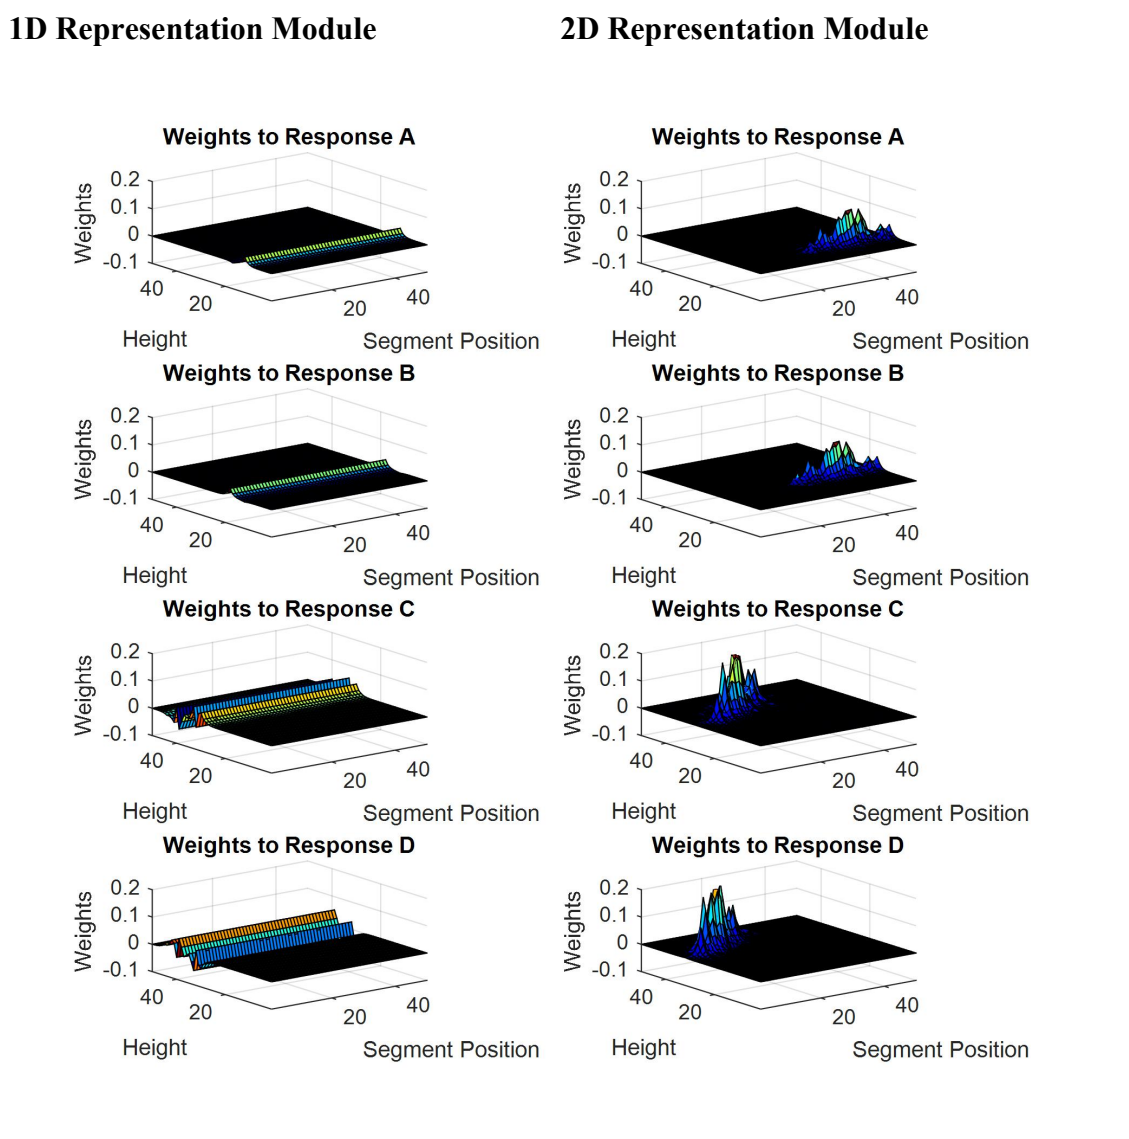 1D Representation Module
2D Representation Module
Weights to Response A
Weights
0.2
0.1
0
-0.1
40
20
Height
20
40
Segment Position
Weights to Response A
Weights
0.2
0.1
0
-0.1
40
20
Height
20
40
Segment Position
Weights to Response B
Weights
0.2
0.1
0
-0.1
40
20
Height
20
40
Segment Position
Weights to Response B
Weights
0.2
0.1
0
-0.1
40
20
Height
20
40
Segment Position
Weights to Response C
Weights
0.2
0.1
0
-0.1
40
20
Height
20
40
Segment Position
Weights to Response C
Weights
0.2
0.1
0
-0.1
40
20
Height
20
40
Segment Position
Weights to Response D
Weights
0.2
0.1
0
-0.1
40
20
Height
20
40
Segment Position
Weights to Response D
Weights
0.2
0.1
0
-0.1
40
20
Height
20
40
Segment Position